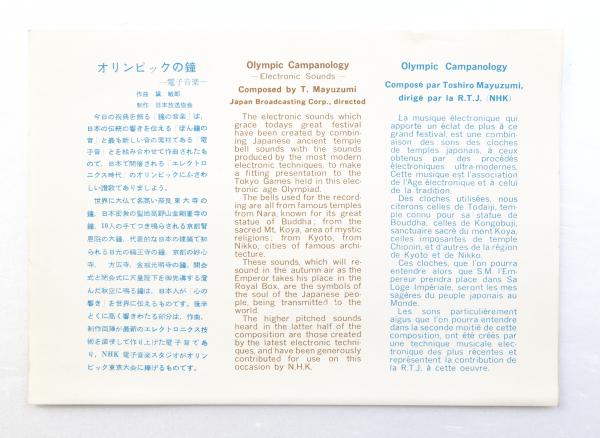 オリンピックの鐘
—電子音楽—
作曲 黛 敏郎
制作 日本放送協会
今日の祝典を飾る「鐘の音楽」は、
日本の伝統の響きを伝える「ぼん鐘の
音」と最も新しい音の素材である「電
子音」とを組み合わせて作曲されたも
ので、日本で開催される「エレクトロ
ニクス時代」のオリンピックにふさわ
しい讃歌でありましょう。
世界に大仏で名高い奈良東大寺の
鐘、日本密教の聖地高野山金剛峯寺の
鐘、10人の手でつき鳴らされる京都智
恩院の大鐘、代表的な日本の建築で知
られる日光の輪王寺の鐘、京都の妙心
寺、方広寺、金戒光明寺の鐘、開会
式と閉会式に天皇陛下を御先導する澄
んだ秋空に鳴る鐘は、日本人が「心の
響き」を世界に伝えるものです。後半
とくに高く響きわたる部分は、作曲、
制作両陣が最新のエレクトロニクス技
術を運使して作り上げた電子音であ
り、NHK 電子音楽スタジオがオリン
ピック東京大会に捧げるものです。
Olympic Campanology
—Electronic Sounds—
Composed by T. Mayuzumi
Japan Broadcasting Corp., directed
The electronic sounds which
grace todays great festival
have been created by combin-
ing Japanese ancient temple
bell sounds with the sounds
produced by the most modern
electronic techniques, to make
a fitting presentation to the
Tokyo Games held in this elec-
tronic age Olympiad.
The bells used for the record-
ing are all from famous temples
from Nara, known for its great
statue of Buddha; from the
sacred Mt. Koya, area of mystic
religions; from Kyoto, from
Nikko, cities of famous archi-
tecture.
These sounds, which will re-
sound in the autumn air as the
Emperor takes his place in the
Royal Box, are the symbols of
the soul of the Japanese peo-
ple, being transmitted to the
world.
The higher pitched sounds
heard in the latter half of the
composition are those created
by the latest electronic techni-
ques, and have been generously
contributed for use on this
occasion by N.H.K.
Olympic Campanology
Composé par Toshiro Mayuzumi,
dirigé par la R.T.J. (NHK)
La musique électronique qui
apporte un éclat de plus à ce
grand festival, est une combin-
aison des sons des cloches
de temples japonais, à ceux
obtenus par des procédés
électroniques ultra-modernes.
Cette musique est l'association
de l'Age électronique et à celui
de la tradition.
Des cloches utilisées, nous
citerons celles de Todaiji, tem-
ple connu pour sa statue de
Bouddha, celles de Kongobuji,
sanctuaire sacré du mont Koya,
celles imposantes de temple
Chionin, et d'autres de la région
de Kyoto et de Nikko.
Ces cloches, que l'on pourra
entendre alors que S.M. l'Em-
pereur prendra place dans Sa
Loge Impériale, seront les mes
sagères du peuple japonais au
Monde.
Les sons particulièrement
aigus que l'on pourra entendre
dans la seconde moitié de cette
composition, ont été créés par
une technique musicale elec-
tronique des plus récentes et
représentent la contribution de
la R.T.J. à cette oeuvre.